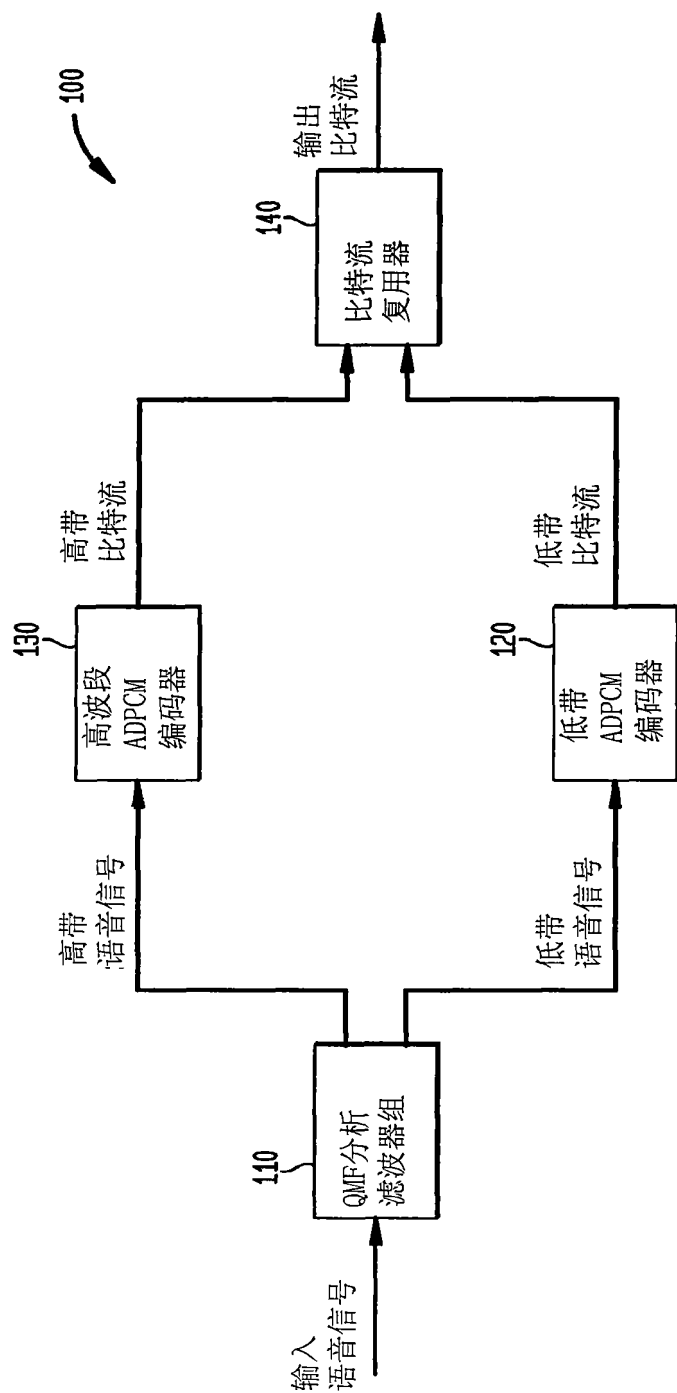 100
输入
语音信号
110
QMF分析
滤波器组
高带
语音信号
130
高波段
ADPCM
编码器
高带
比特流
低带
语音信号
120
低带
ADPCM
编码器
低带
比特流
140
比特流
复用器
输出
比特流